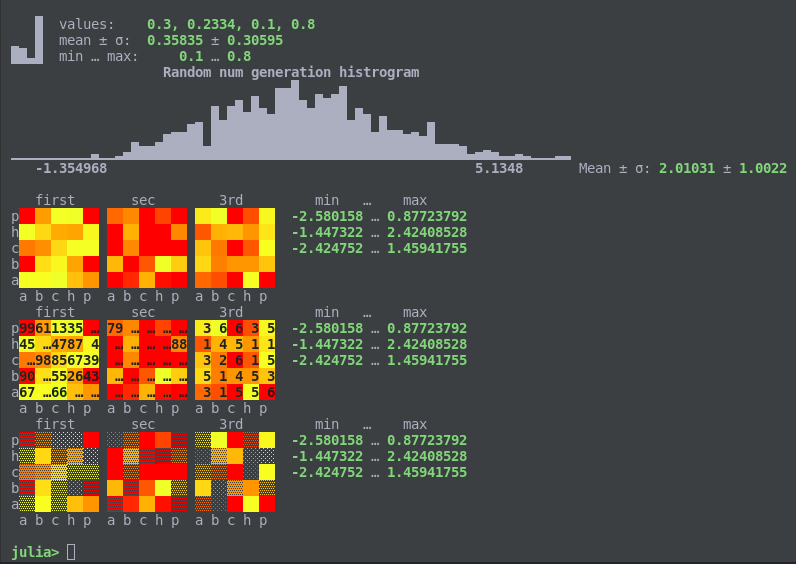 values: 0.3, 0.2334, 0.1, 0.8
mean ± σ: 0.35835 ± 0.30595
min … max: 0.1 … 0.8
Random num generation histrogram
-1.354968 5.1348 Mean ± σ: 2.01031 ± 1.0022
first sec 3rd min … max
p -2.580158 … 0.87723792
h -1.447322 … 2.42408528
c -2.424752 … 1.45941755
b
a
a b c h p a b c h p a b c h p
first sec 3rd min … max
p 99611335 … 79 … … … … 3 6 6 3 5 -2.580158 … 0.87723792
h 45 …4787 4 … … … …88 1 4 5 1 1 -1.447322 … 2.42408528
c …98856739 … … … … … 3 2 6 1 5 -2.424752 … 1.45941755
b 90 …552643 … … … … … 5 1 4 5 3
a 67 …66 … … … … … … … 3 1 5 5 6
a b c h p a b c h p a b c h p
first sec 3rd min … max
p -2.580158 … 0.87723792
h -1.447322 … 2.42408528
c -2.424752 … 1.45941755
b
a
a b c h p a b c h p a b c h p
julia>